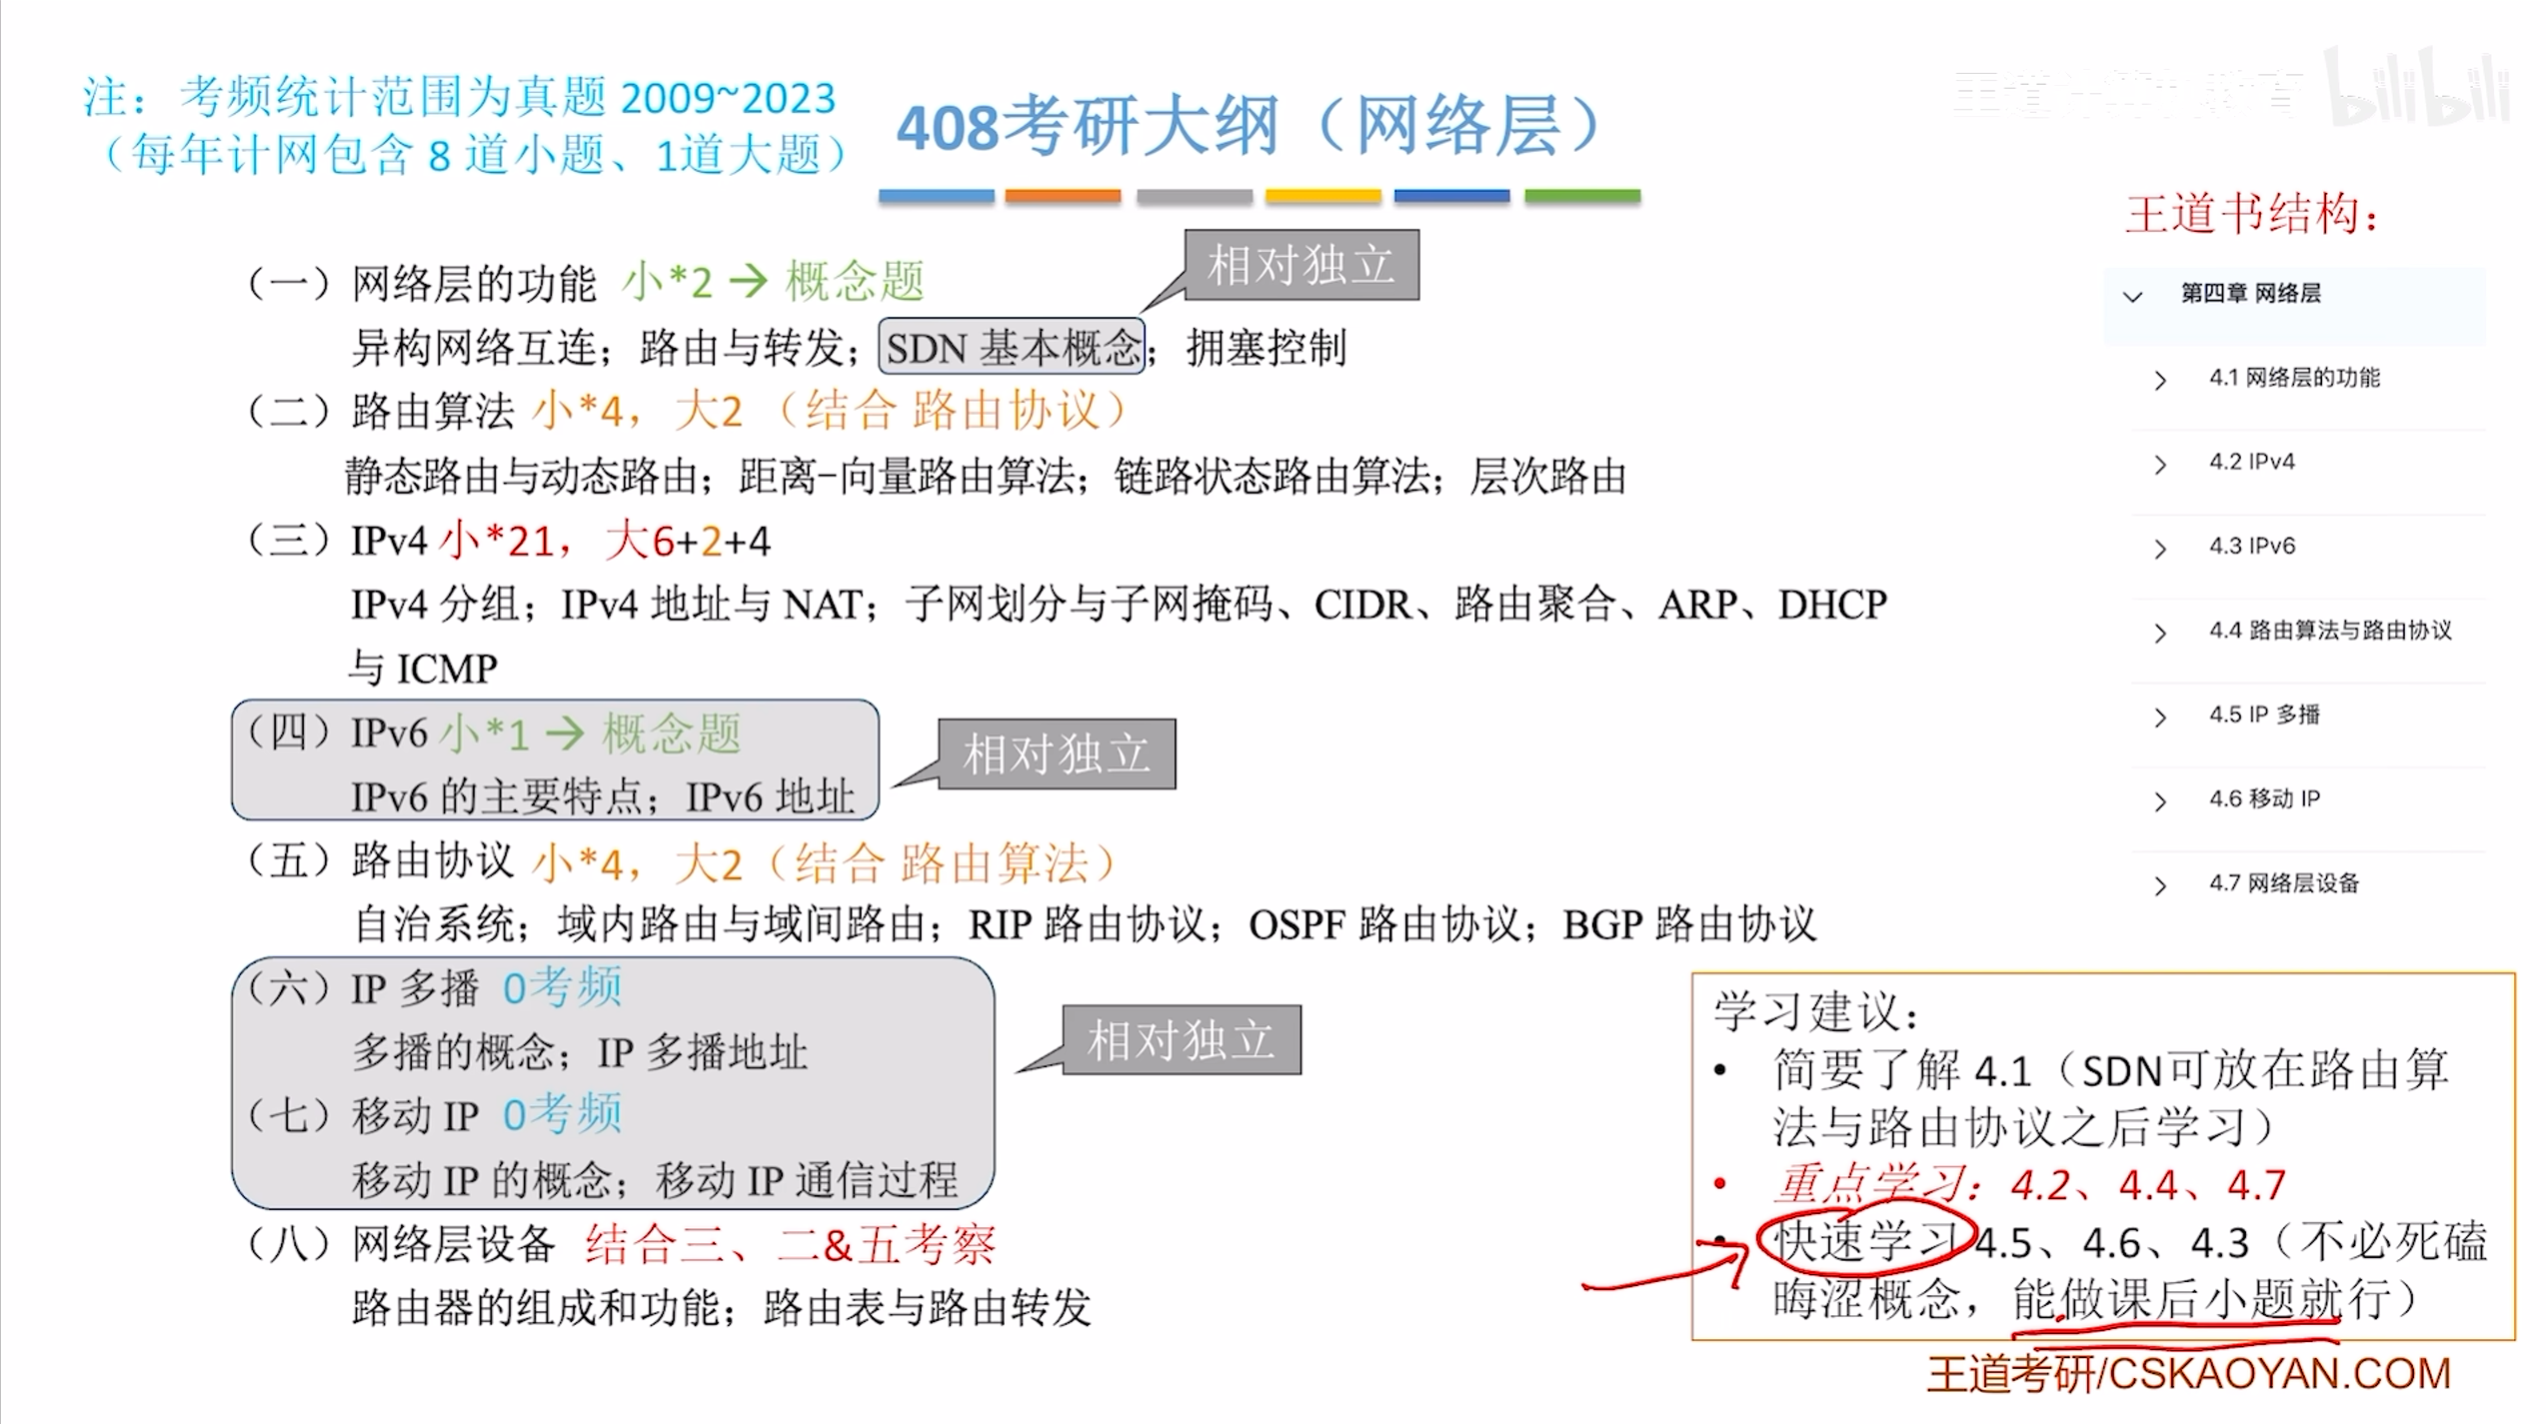 注：考频统计范围为真题 2009~2023
（每年计网包含 8 道小题、1道大题）
408考研大纲（网络层）
bilibili
（一）网络层的功能 小*2 → 概念题
相对独立
异构网络互连；路由与转发；SDN 基本概念；拥塞控制
（二）路由算法 小*4，大2（结合 路由协议）
静态路由与动态路由；距离-向量路由算法；链路状态路由算法；层次路由
（三）IPv4 小*21，大6+2+4
IPv4 分组；IPv4 地址与 NAT；子网划分与子网掩码、CIDR、路由聚合、ARP、DHCP
与 ICMP
（四）IPv6 小*1 → 概念题
IPv6 的主要特点；IPv6 地址
相对独立
（五）路由协议 小*4，大2（结合 路由算法）
自治系统；域内路由与域间路由；RIP 路由协议；OSPF 路由协议；BGP 路由协议
（六）IP 多播 0考频
多播的概念；IP 多播地址
（七）移动 IP 0考频
移动 IP 的概念；移动 IP 通信过程
相对独立
（八）网络层设备 结合三、二&五考察
路由器的组成和功能；路由表与路由转发
王道书结构：
第四章 网络层
4.1 网络层的功能
4.2 IPv4
4.3 IPv6
4.4 路由算法与路由协议
4.5 IP 多播
4.6 移动 IP
4.7 网络层设备
学习建议：
• 简要了解 4.1（SDN可放在路由算
法与路由协议之后学习）
• 重点学习：4.2、4.4、4.7
• 快速学习 4.5、4.6、4.3（不必死磕
晦涩概念，能做课后小题就行）
王道考研/CSKAOYAN.COM